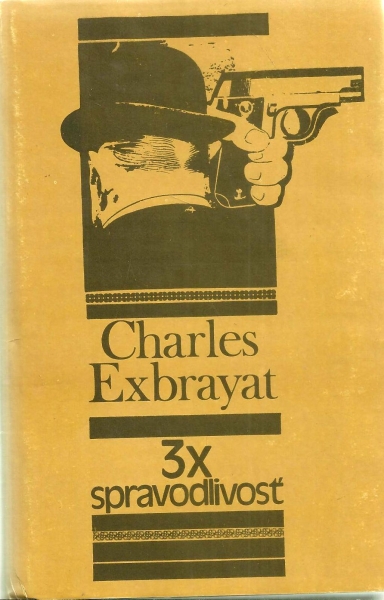 Charles
Exbrayat
3x
spravodlivosť